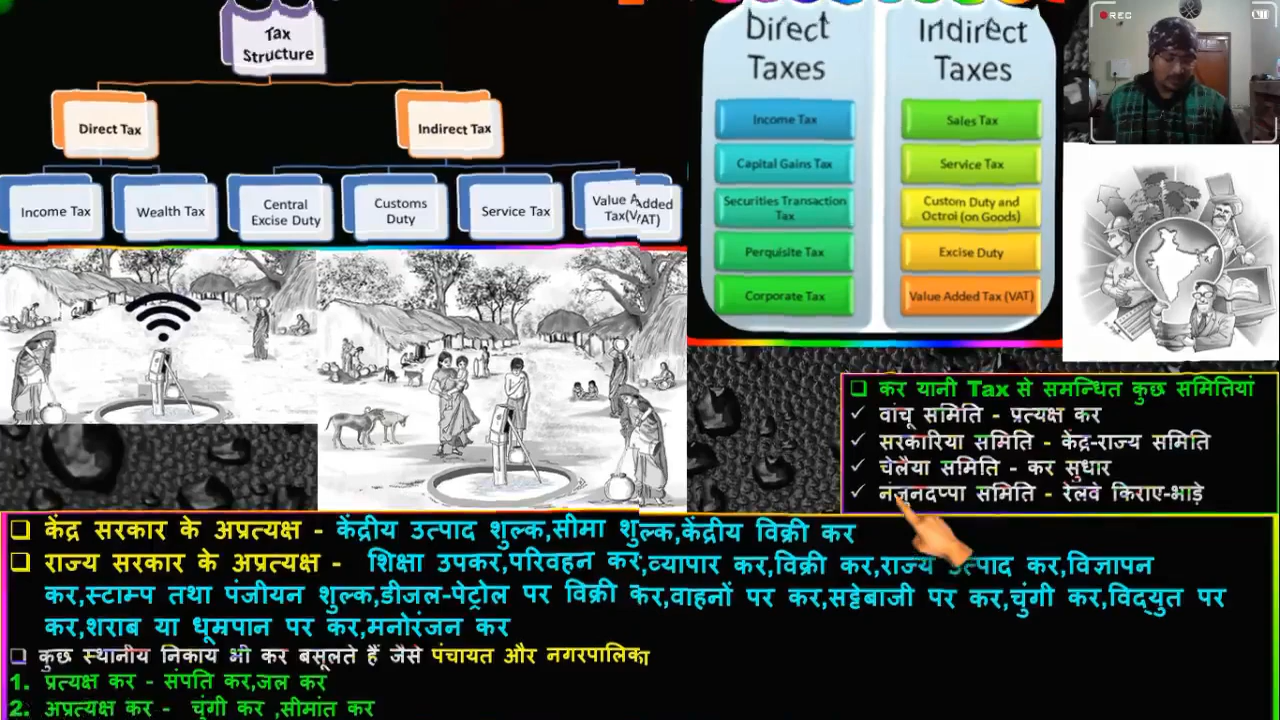 Tax
Structure
Direct Tax
Indirect Tax
Income Tax
Wealth Tax
Central
Excise Duty
Customs
Duty
Service Tax
Value Added
Tax(VAT)
Direct
Taxes
Income Tax
Capital Gains Tax
Securities Transaction
Tax
Perquisite Tax
Corporate Tax
Indirect
Taxes
Sales Tax
Service Tax
Custom Duty and
Octroi (on Goods)
Excise Duty
Value Added Tax (VAT)
REC
❑ कर यानी Tax से समन्धित कुछ समितियां
✓ वांचू समिति - प्रत्यक्ष कर
✓ सरकारिया समिति - केंद्र-राज्य समिति
✓ चेलैया समिति - कर सुधार
✓ नंजनदप्पा समिति - रेलवे किराए-भाड़े
❑ केंद्र सरकार के अप्रत्यक्ष - केंद्रीय उत्पाद शुल्क,सीमा शुल्क,केंद्रीय विक्री कर
❑ राज्य सरकार के अप्रत्यक्ष - शिक्षा उपकर,परिवहन कर,व्यापार कर,विक्री कर,राज्य उत्पाद कर,विज्ञापन
कर,स्टाम्प तथा पंजीयन शुल्क,डीजल-पेट्रोल पर विक्री कर,वाहनों पर कर,सट्टेबाजी पर कर,चुंगी कर,विद्युत पर
कर,शराब या धूम्रपान पर कर,मनोरंजन कर
❑ कुछ स्थानीय निकाय भी कर बसूलते हैं जैसे पंचायत और नगरपालिका
1. प्रत्यक्ष कर - संपति कर,जल कर
2. अप्रत्यक्ष कर - चुंगी कर ,सीमांत कर